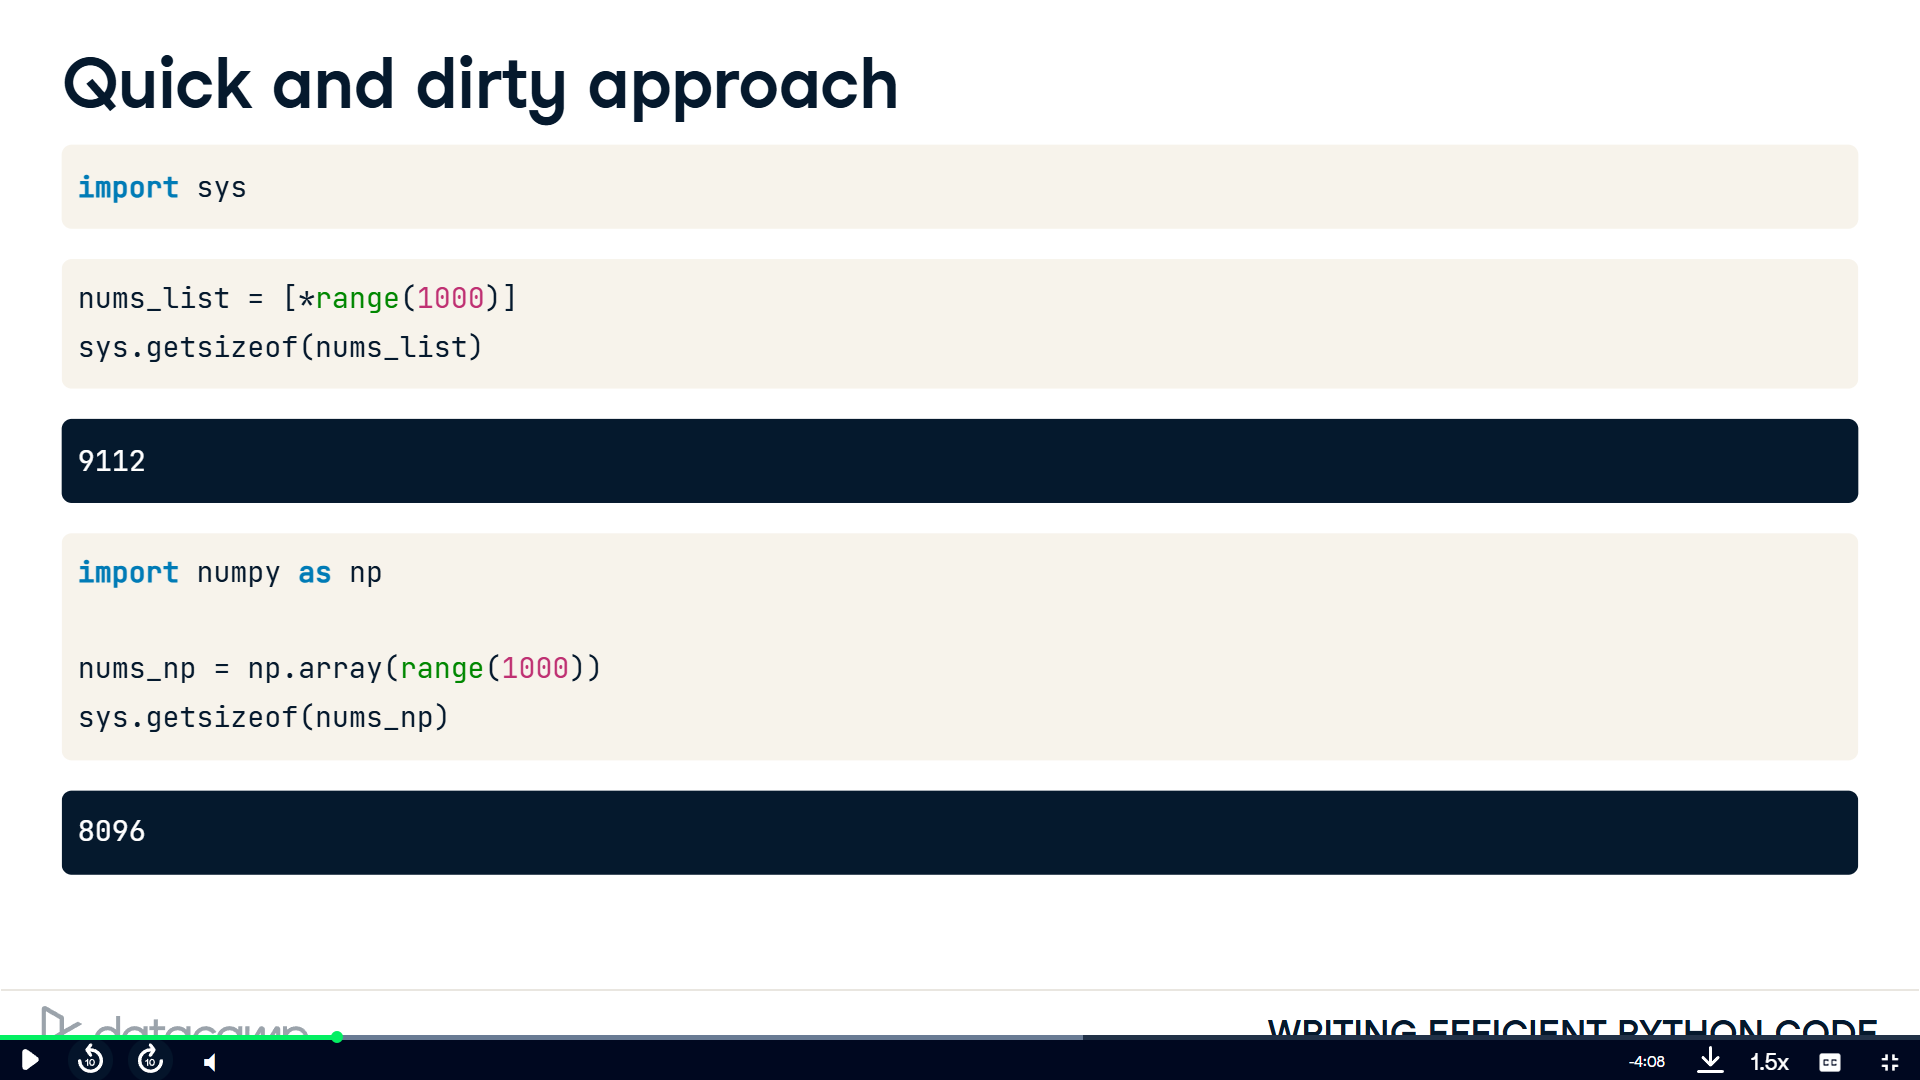 Quick and dirty approach
import sys
nums_list = [*range(1000)]
sys.getsizeof(nums_list)
9112
import numpy as np
nums_np = np.array(range(1000))
sys.getsizeof(nums_np)
8096
datacamp
WRITING EFFICIENT PYTHON CODE
10
10
-4:08
1.5x
CC